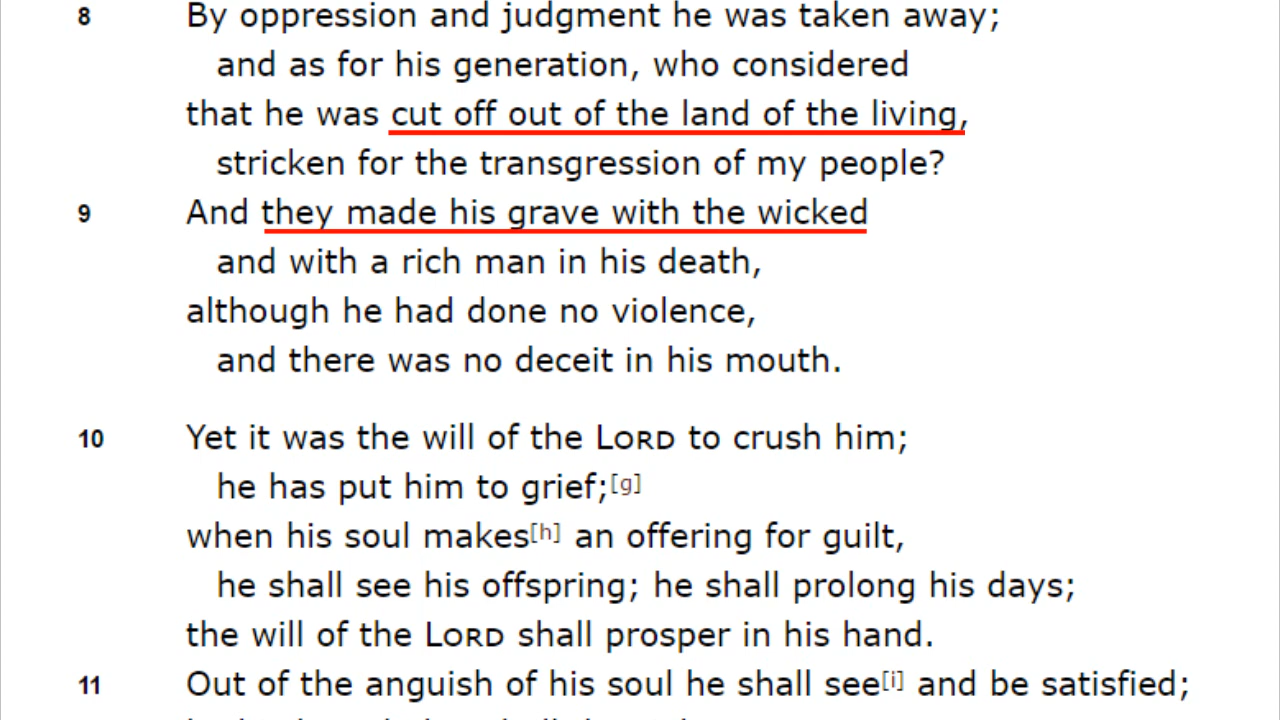 8 By oppression and judgment he was taken away;
and as for his generation, who considered
that he was cut off out of the land of the living,
stricken for the transgression of my people?
9 And they made his grave with the wicked
and with a rich man in his death,
although he had done no violence,
and there was no deceit in his mouth.
10 Yet it was the will of the LORD to crush him;
he has put him to grief;[g]
when his soul makes[h] an offering for guilt,
he shall see his offspring; he shall prolong his days;
the will of the LORD shall prosper in his hand.
11 Out of the anguish of his soul he shall see[i] and be satisfied;